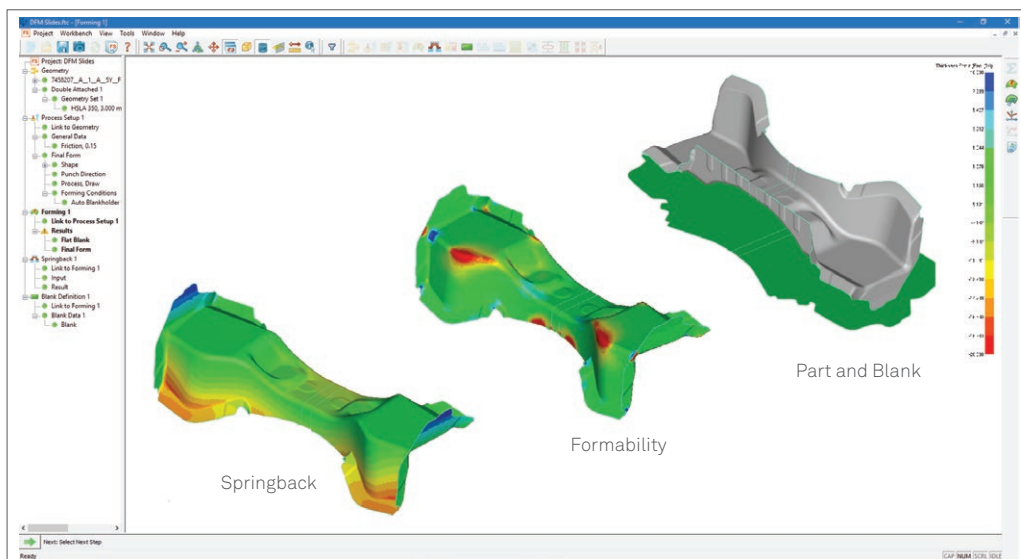 DFM Slides.ftc - [Forming 1]
Project Workbench View Tools Window Help
Project: DFM Slides
Geometry
Double Attached 1
Geometry Set 1
HSLA 350, 3.000 m
Process Setup 1
Link to Geometry
General Data
Friction, 0.15
Final Form
Shape
Punch Direction
Process, Draw
Forming Conditions
Auto Blankholder
Forming 1
Link to Process Setup 1
Results
Flat Blank
Final Form
Springback 1
Link to Forming 1
Input
Result
Blank Definition 1
Link to Forming 1
Blank Data 1
Blank
Part and Blank
Formability
Springback
Next: Select Next Step
Ready
CAP NUM SCRL IDLE